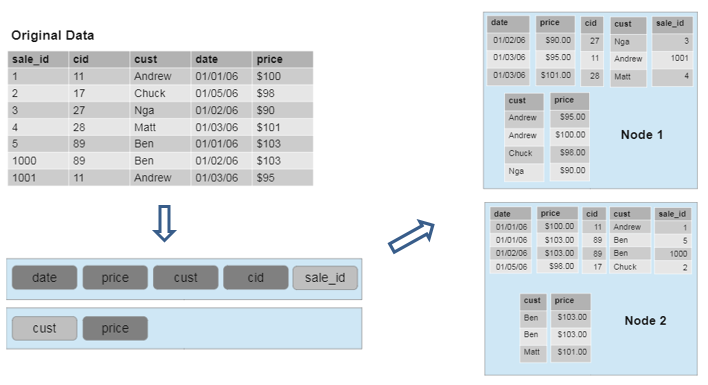 Original Data
sale_id cid cust date price
1 11 Andrew 01/01/06 $100
2 17 Chuck 01/05/06 $98
3 27 Nga 01/02/06 $90
4 28 Matt 01/03/06 $101
5 89 Ben 01/01/06 $103
1000 89 Ben 01/02/06 $103
1001 11 Andrew 01/03/06 $95
date price cust cid sale_id
cust price
date price cid cust sale_id
01/02/06 $90.00 27 Nga 3
01/03/06 $95.00 11 Andrew 1001
01/03/06 $101.00 28 Matt 4
cust price
Andrew $95.00
Andrew $100.00
Chuck $98.00
Nga $90.00
Node 1
date price cid cust sale_id
01/01/06 $100.00 11 Andrew 1
01/01/06 $103.00 89 Ben 5
01/02/06 $103.00 89 Ben 1000
01/05/06 $98.00 17 Chuck 2
cust price
Ben $103.00
Ben $103.00
Matt $101.00
Node 2